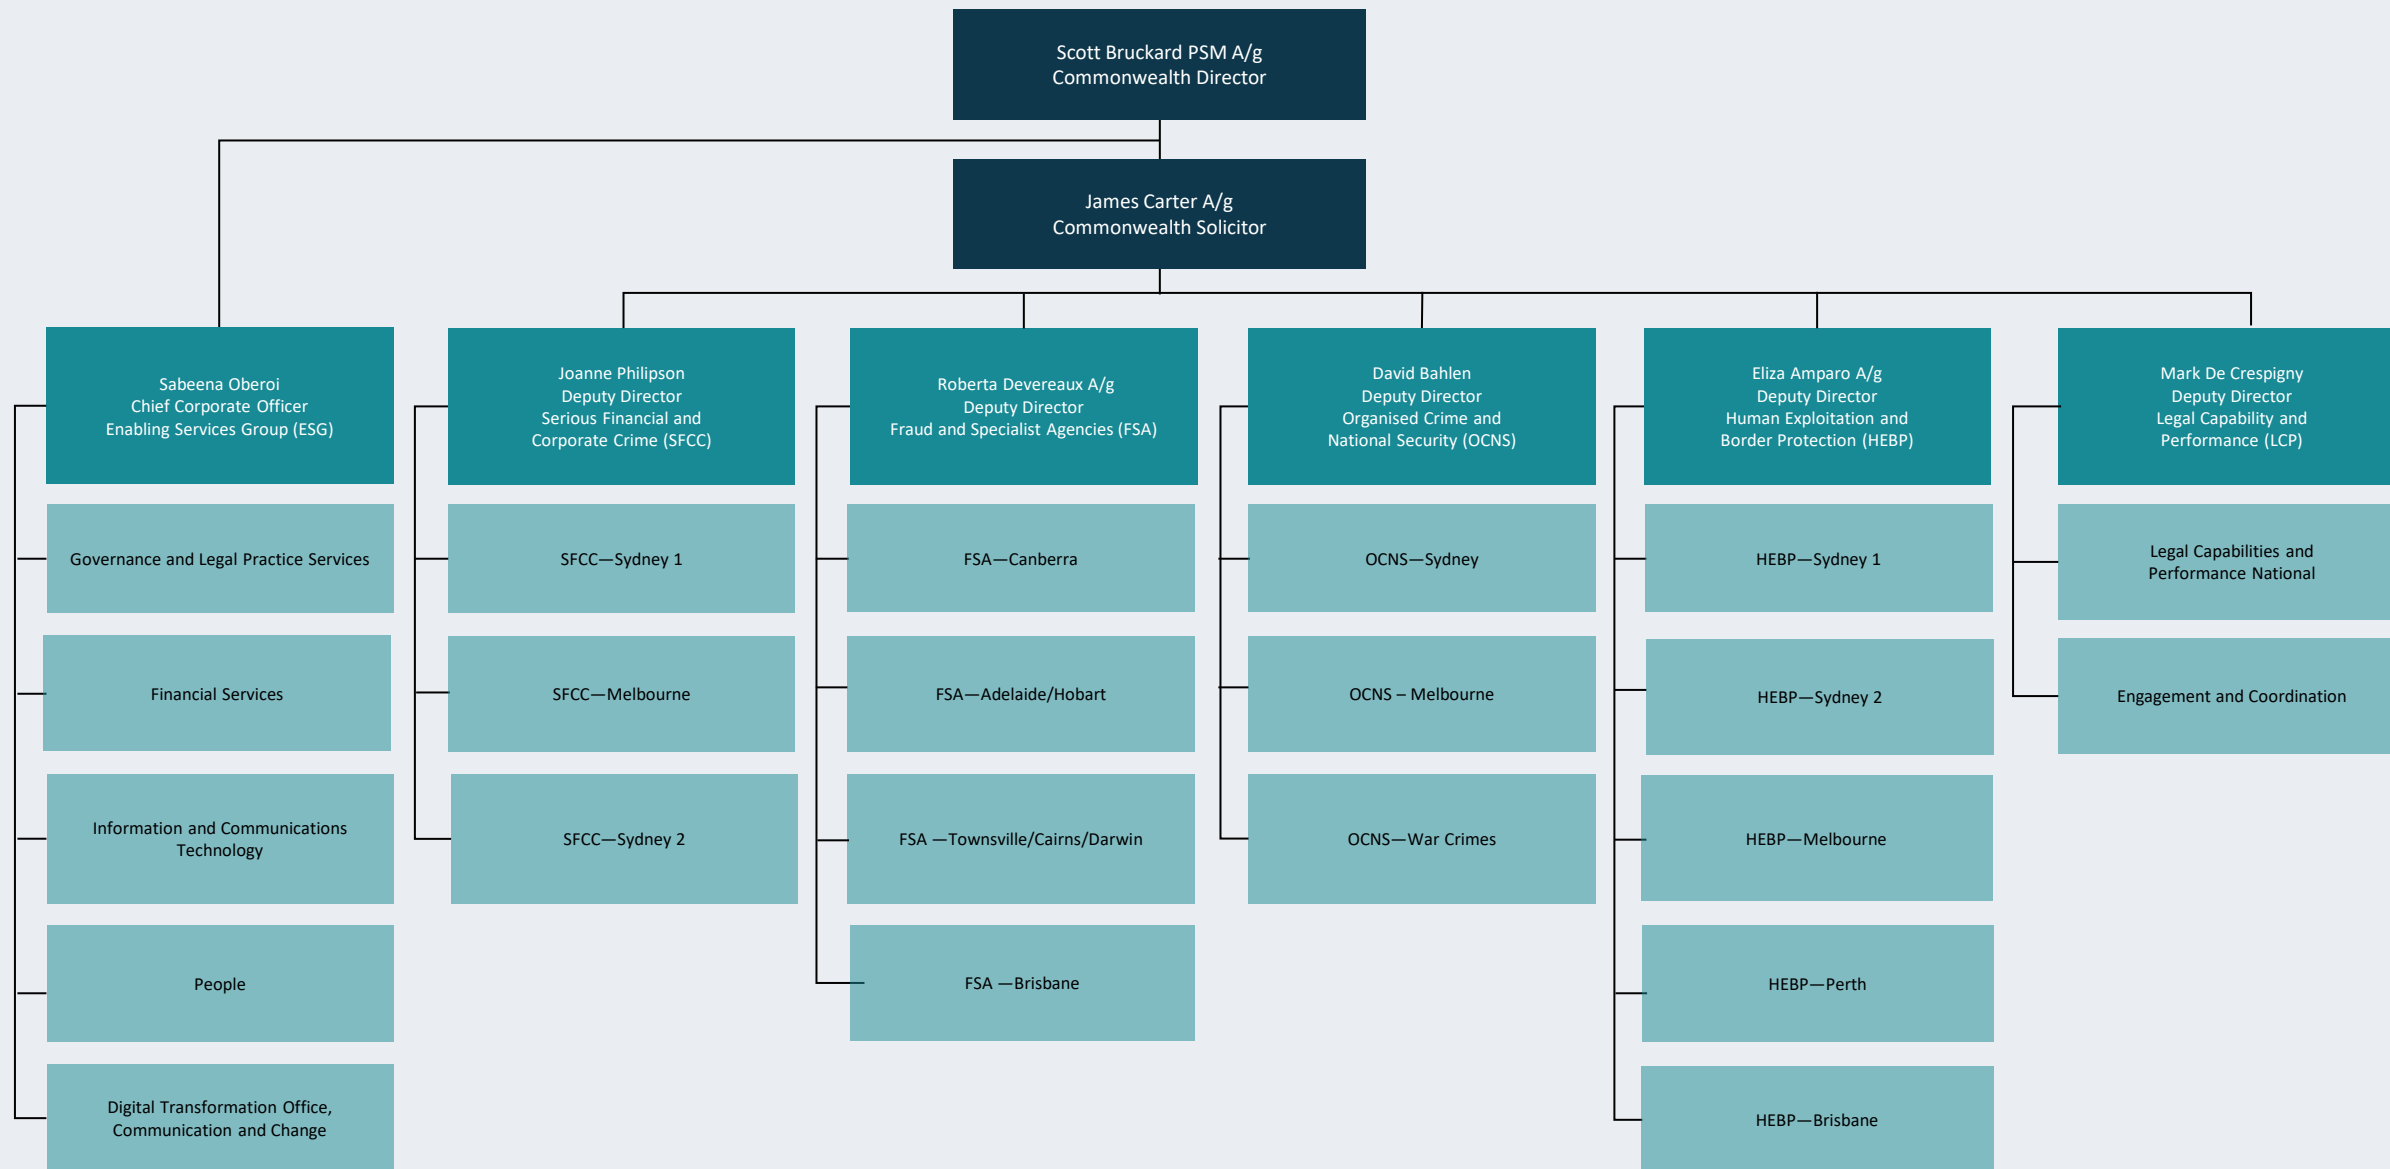 Scott Bruckard PSM A/g
Commonwealth Director
James Carter A/g
Commonwealth Solicitor
Sabeena Oberoi
Chief Corporate Officer
Enabling Services Group (ESG)
Joanne Philipson
Deputy Director
Serious Financial and
Corporate Crime (SFCC)
Roberta Devereaux A/g
Deputy Director
Fraud and Specialist Agencies (FSA)
David Bahlen
Deputy Director
Organised Crime and
National Security (OCNS)
Eliza Amparo A/g
Deputy Director
Human Exploitation and
Border Protection (HEBP)
Mark De Crespigny
Deputy Director
Legal Capability and
Performance (LCP)
Governance and Legal Practice Services
SFCC—Sydney 1
FSA—Canberra
OCNS—Sydney
HEBP—Sydney 1
Legal Capabilities and
Performance National
Financial Services
SFCC—Melbourne
FSA—Adelaide/Hobart
OCNS – Melbourne
HEBP—Sydney 2
Engagement and Coordination
Information and Communications
Technology
SFCC—Sydney 2
FSA —Townsville/Cairns/Darwin
OCNS—War Crimes
HEBP—Melbourne
People
FSA —Brisbane
HEBP—Perth
Digital Transformation Office,
Communication and Change
HEBP—Brisbane